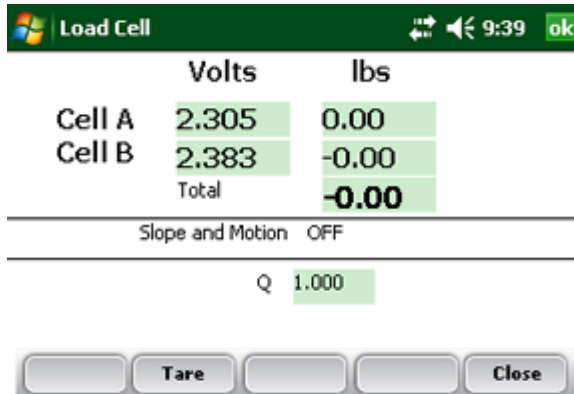 Load Cell 9:39 ok
Volts lbs
Cell A 2.305 0.00
Cell B 2.383 -0.00
Total -0.00
Slope and Motion OFF
Q 1.000
Tare Close